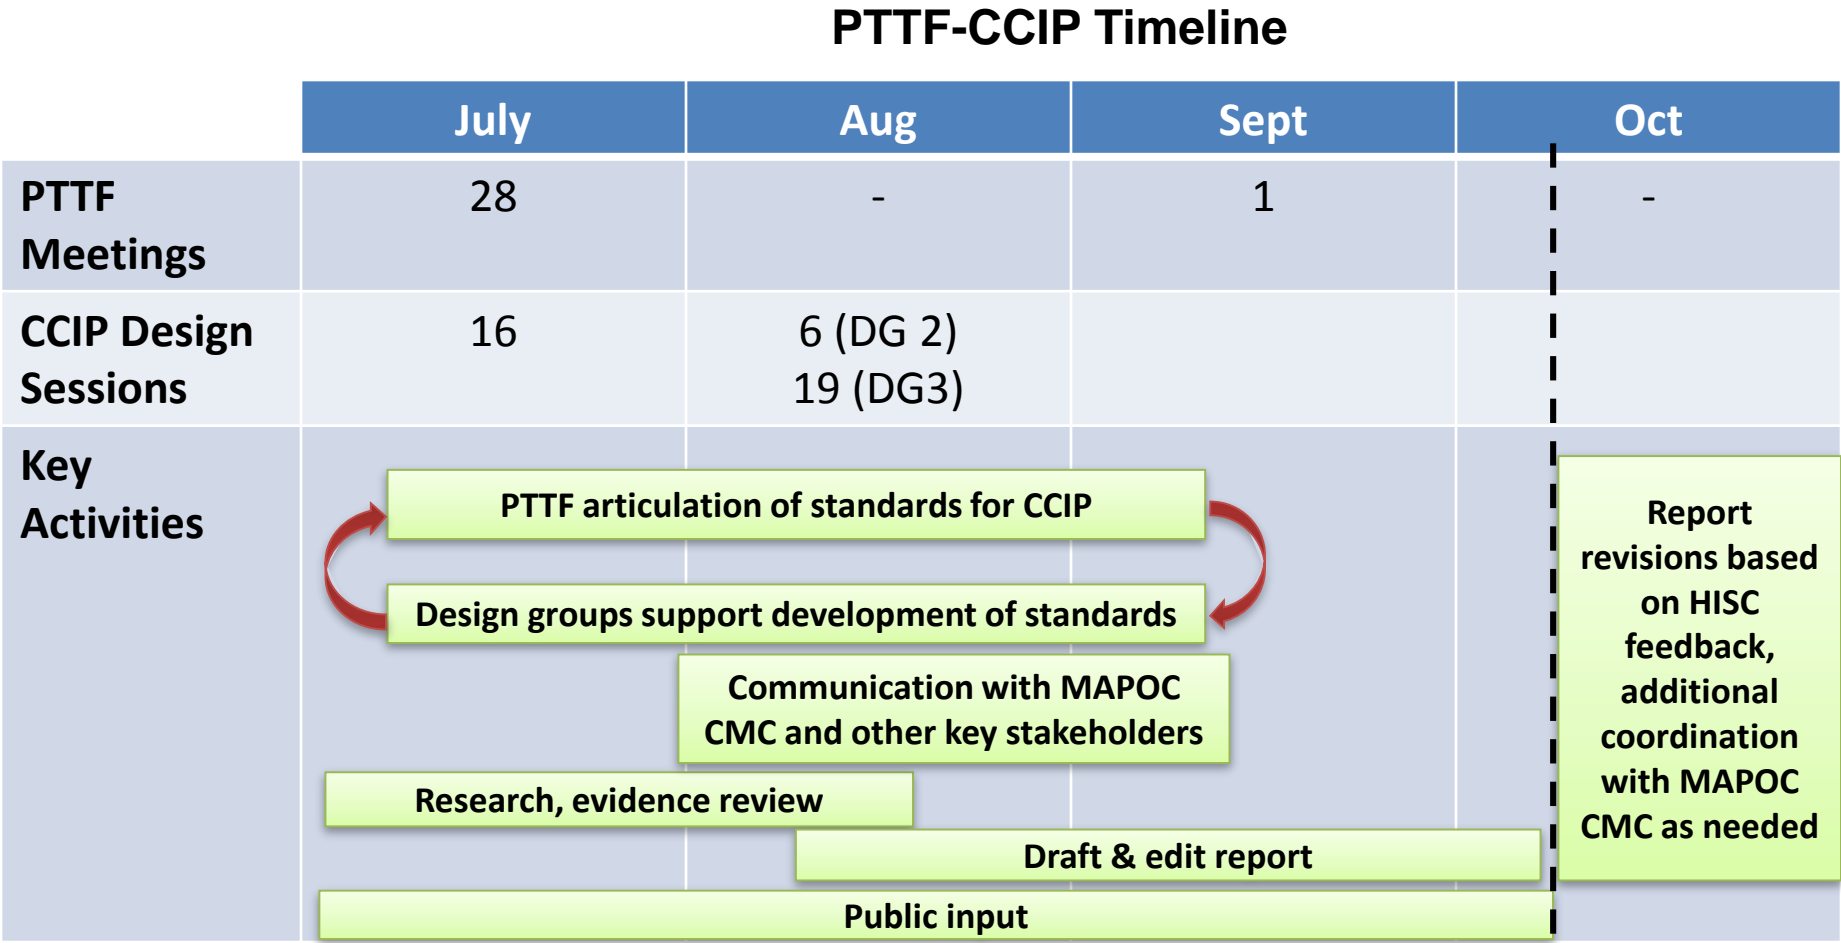 PTTF-CCIP Timeline
July Aug Sept Oct
PTTF
Meetings
28 - 1 -
CCIP Design
Sessions
16 6 (DG 2)
19 (DG3)
Key
Activities
PTTF articulation of standards for CCIP
Design groups support development of standards
Communication with MAPOC
CMC and other key stakeholders
Research, evidence review
Draft & edit report
Public input
Report
revisions based
on HISC
feedback,
additional
coordination
with MAPOC
CMC as needed